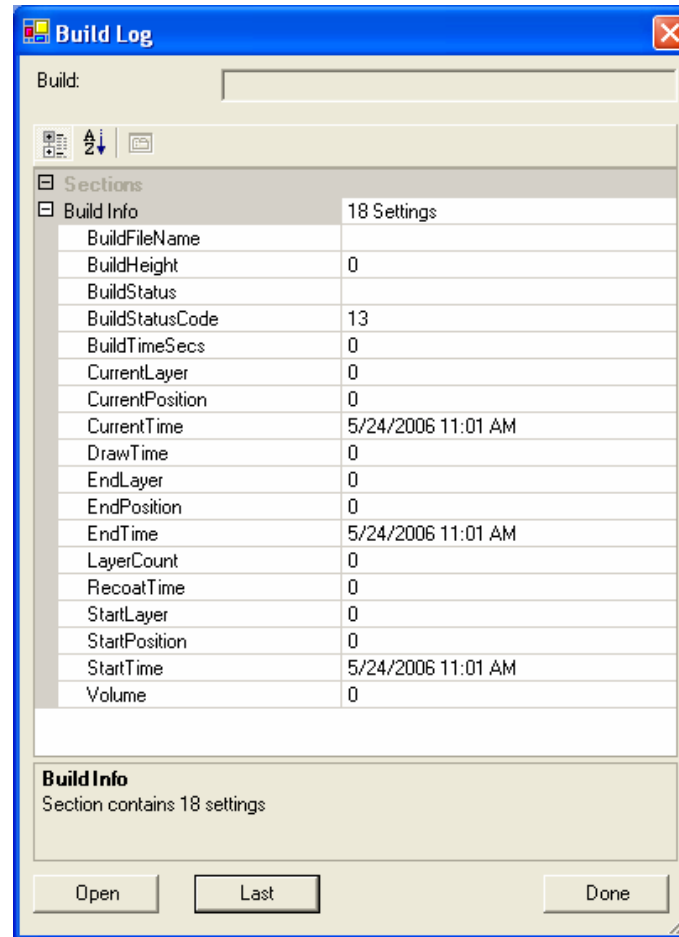 Build Log
Build:
Sections
Build Info 18 Settings
BuildFileName
BuildHeight 0
BuildStatus
BuildStatusCode 13
BuildTimeSecs 0
CurrentLayer 0
CurrentPosition 0
CurrentTime 5/24/2006 11:01 AM
DrawTime 0
EndLayer 0
EndPosition 0
EndTime 5/24/2006 11:01 AM
LayerCount 0
RecoatTime 0
StartLayer 0
StartPosition 0
StartTime 5/24/2006 11:01 AM
Volume 0
Build Info
Section contains 18 settings
Open Last Done